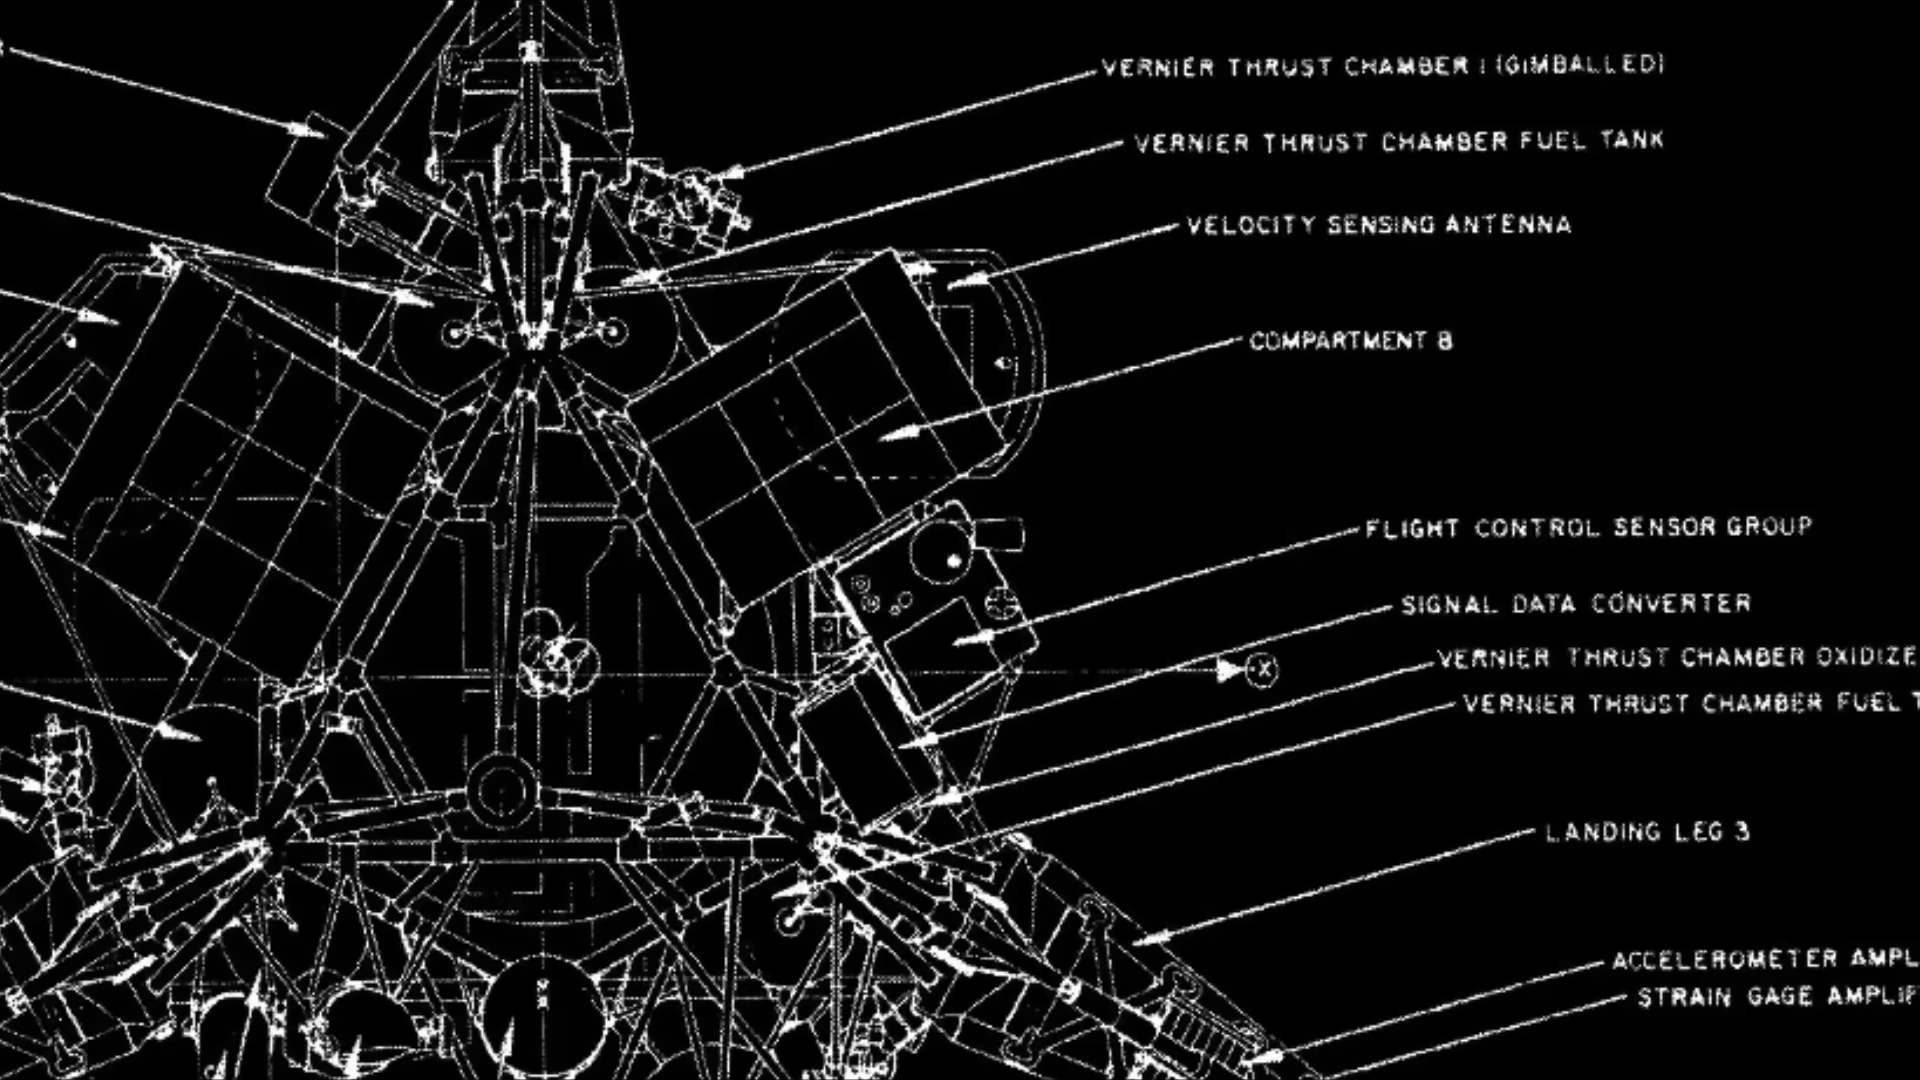 VERNIER THRUST CHAMBER 1 (GIMBALLED)
VERNIER THRUST CHAMBER FUEL TANK
VELOCITY SENSING ANTENNA
COMPARTMENT B
FLIGHT CONTROL SENSOR GROUP
SIGNAL DATA CONVERTER
VERNIER THRUST CHAMBER OXIDIZE
X
VERNIER THRUST CHAMBER FUEL T
LANDING LEG 3
ACCELEROMETER AMPL
STRAIN GAGE AMPLIF